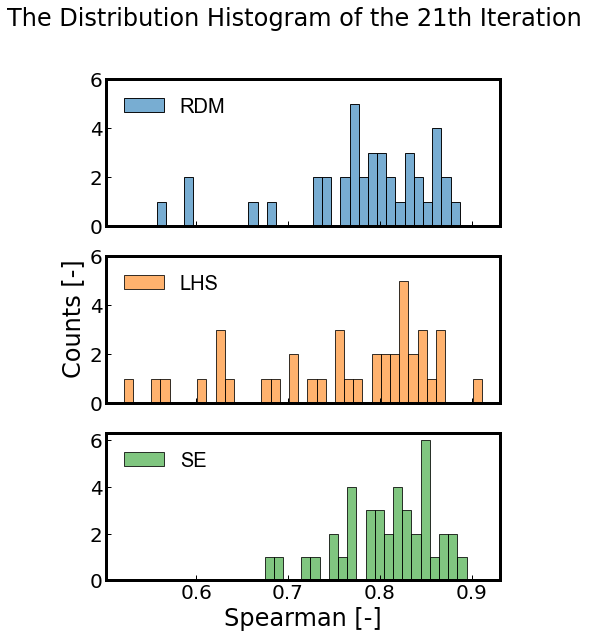 The Distribution Histogram of the 21th Iteration
6
RDM
4
2
0
6
LHS
4
2
0
Counts [-]
6
SE
4
2
0
0.6 0.7 0.8 0.9
Spearman [-]